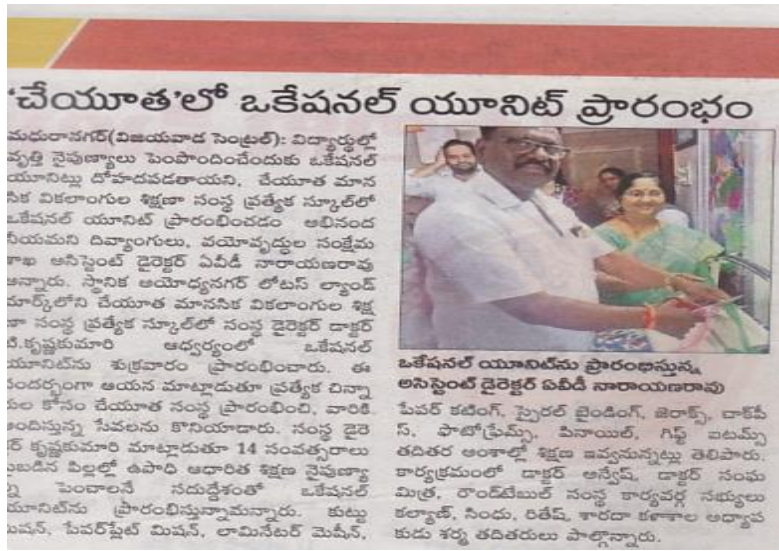 'చేయూత'లో ఒకేషనల్ యూనిట్ ప్రారంభం
మధురానగర్(విజయవాడ సెంట్రల్): విద్యార్థుల్లో
వృత్తి నైపుణ్యాలు పెంపొందించేందుకు ఒకేషనల్
యూనిట్లు దోహదపడతాయని, చేయూత మాన
సిక వికలాంగుల శిక్షణా సంస్థ ప్రత్యేక స్కూల్‌లో
ఒకేషనల్ యూనిట్ ప్రారంభించడం అభినంద
నీయమని దివ్యాంగులు, వయోవృద్ధుల సంక్షేమ
శాఖ అసిస్టెంట్ డైరెక్టర్ ఏవీడీ నారాయణరావు
అన్నారు. స్థానిక అయోధ్యనగర్ లోటస్ ల్యాండ్
మార్క్‌లోని చేయూత మానసిక వికలాంగుల శిక్ష
ణా సంస్థ ప్రత్యేక స్కూల్‌లో సంస్థ డైరెక్టర్ డాక్టర్
టి.కృష్ణకుమారి ఆధ్వర్యంలో ఒకేషనల్
యూనిట్‌ను శుక్రవారం ప్రారంభించారు. ఈ
సందర్భంగా ఆయన మాట్లాడుతూ ప్రత్యేక చిన్నా
రుల కోసం చేయూత సంస్థ ప్రారంభించి, వారికి
అందిస్తున్న సేవలను కొనియాడారు. సంస్థ డైరె
క్టర్ కృష్ణకుమారి మాట్లాడుతూ 14 సంవత్సరాలు
పైబడిన పిల్లల్లో ఉపాధి ఆధారిత శిక్షణ నైపుణ్యా
న్ని పెంచాలనే సదుద్దేశంతో ఒకేషనల్
యూనిట్‌ను ప్రారంభిస్తున్నామన్నారు. కుట్టు
మిషన్, పేపర్‌ప్లేట్ మిషన్, లామినేటర్ మెషీన్,
ఒకేషనల్ యూనిట్‌ను ప్రారంభిస్తున్న
అసిస్టెంట్ డైరెక్టర్ ఏవీడీ నారాయణరావు
పేపర్ కటింగ్, స్పైరల్ బైండింగ్, జెరాక్స్, చాక్‌పీ
స్, ఫొటోఫ్రేమ్స్, పినాయిల్, గిఫ్ట్ ఐటమ్స్
తదితర అంశాల్లో శిక్షణ ఇవ్వనున్నట్లు తెలిపారు.
కార్యక్రమంలో డాక్టర్ అన్వేష్, డాక్టర్ సంఘ
మిత్ర, రౌండ్‌టేబుల్ సంస్థ కార్యవర్గ సభ్యులు
కల్యాణ్, సింధు, రితేష్, శారదా కళాశాల అధ్యాప
కుడు శర్మ తదితరులు పాల్గొన్నారు.